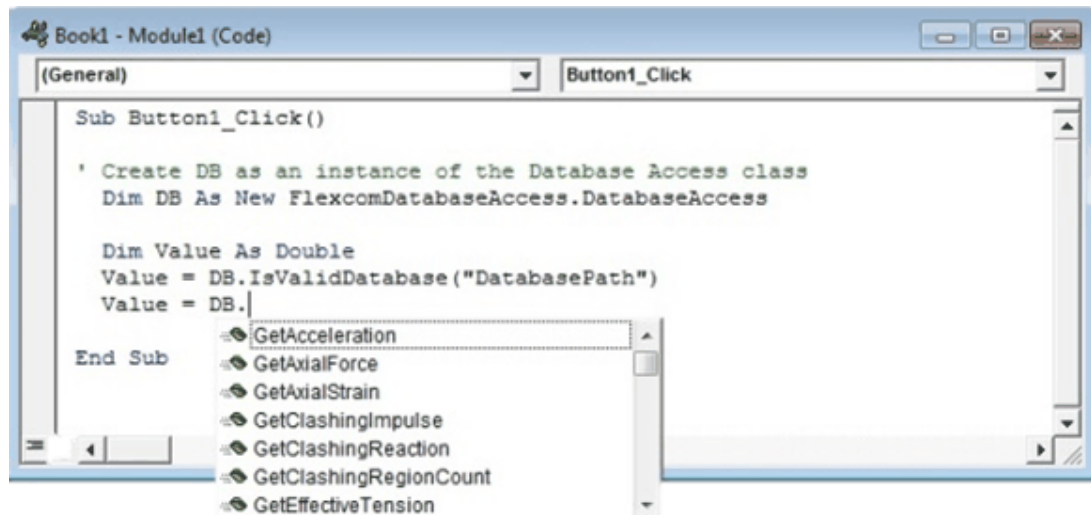 Book1 - Module1 (Code)
(General) Button1_Click
Sub Button1_Click()
' Create DB as an instance of the Database Access class
Dim DB As New FlexcomDatabaseAccess.DatabaseAccess
Dim Value As Double
Value = DB.IsValidDatabase("DatabasePath")
Value = DB.
GetAcceleration
End Sub
GetAxialForce
GetAxialStrain
GetClashingImpulse
GetClashingReaction
GetClashingRegionCount
GetEffectiveTension